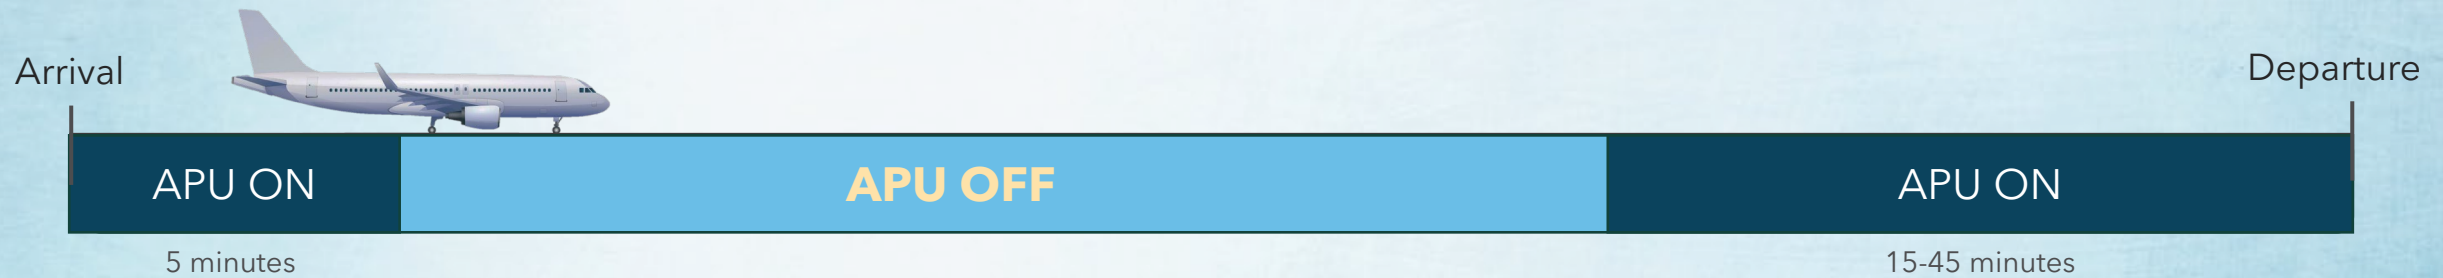 Arrival
Departure
APU ON
APU OFF
APU ON
5 minutes
15-45 minutes